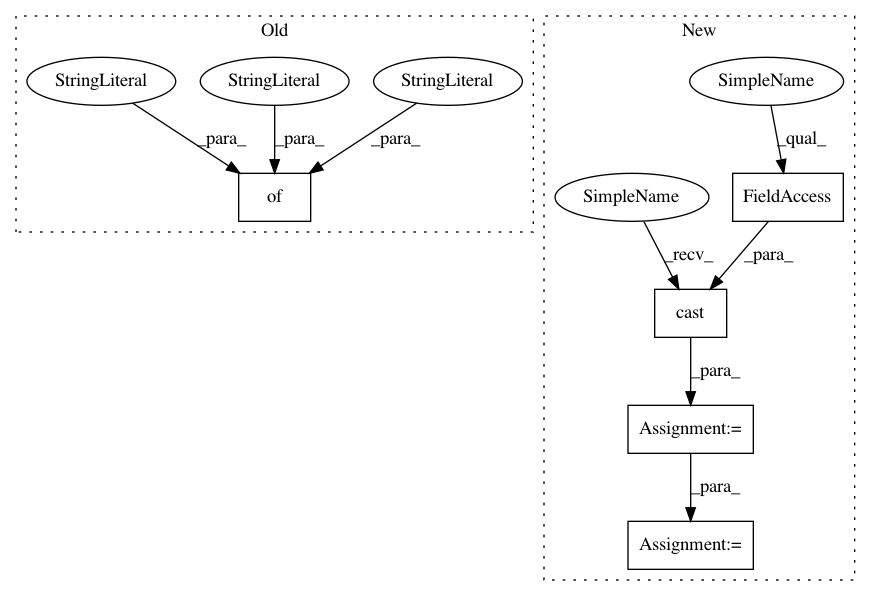 Old
New
StringLiteral
StringLiteral
StringLiteral
SimpleName
_para_
_para_
_para_
_qual_
of
SimpleName
FieldAccess
_recv_
_para_
cast
_para_
Assignment:=
_para_
Assignment:=